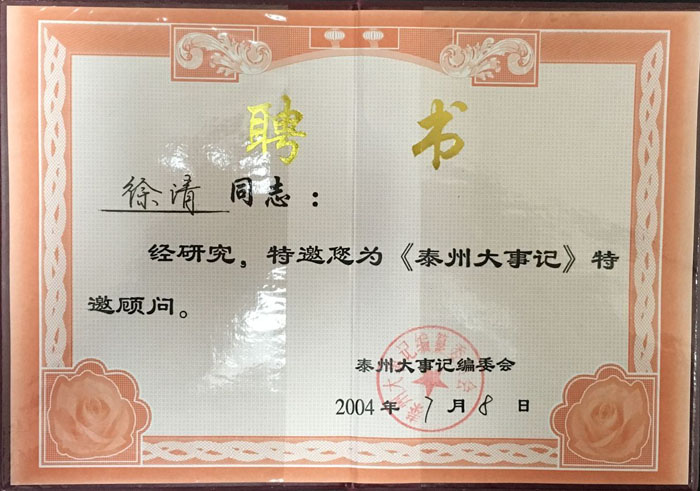 聘书
徐清 同志：
经研究，特邀您为《泰州大事记》特
邀顾问。
泰州大事记编委会
2004年7月8日